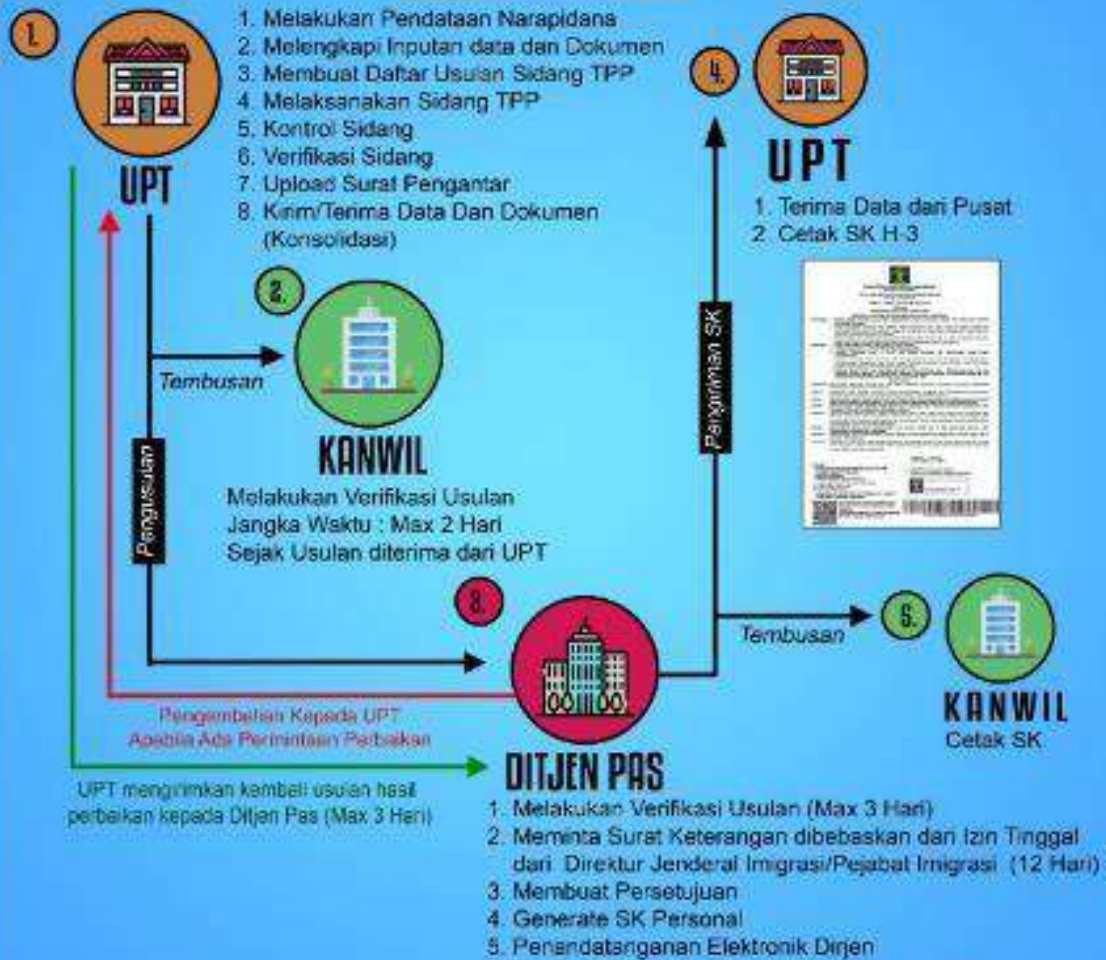 1.
UPT
1. Melakukan Pendataan Narapidana
2. Melengkapi Inputan data dan Dokumen
3. Membuat Daftar Usulan Sidang TPP
4. Melaksanakan Sidang TPP
5. Kontrol Sidang
6. Verifikasi Sidang
7. Upload Surat Pengantar
8. Kirim/Terima Data Dan Dokumen
(Konsolidasi)
2.
Tembusan
KANWIL
Melakukan Verifikasi Usulan
Jangka Waktu : Max 2 Hari
Sejak Usulan diterima dari UPT
Pengusulan
3.
DITJEN PAS
1. Melakukan Verifikasi Usulan (Max 3 Hari)
2. Meminta Surat Keterangan dibebaskan dari Izin Tinggal
dari Direktur Jenderal Imigrasi/Pejabat Imigrasi (12 Hari)
3. Membuat Persetujuan
4. Generate SK Personal
5. Penandatanganan Elektronik Dirjen
Pengembalian Kepada UPT
Apabila Ada Permintaan Perbaikan
UPT mengirimkan kembali usulan hasil
perbaikan kepada Ditjen Pas (Max 3 Hari)
Pengiriman SK
4.
UPT
1. Terima Data dari Pusat
2. Cetak SK H-3
Tembusan
KANWIL
Cetak SK